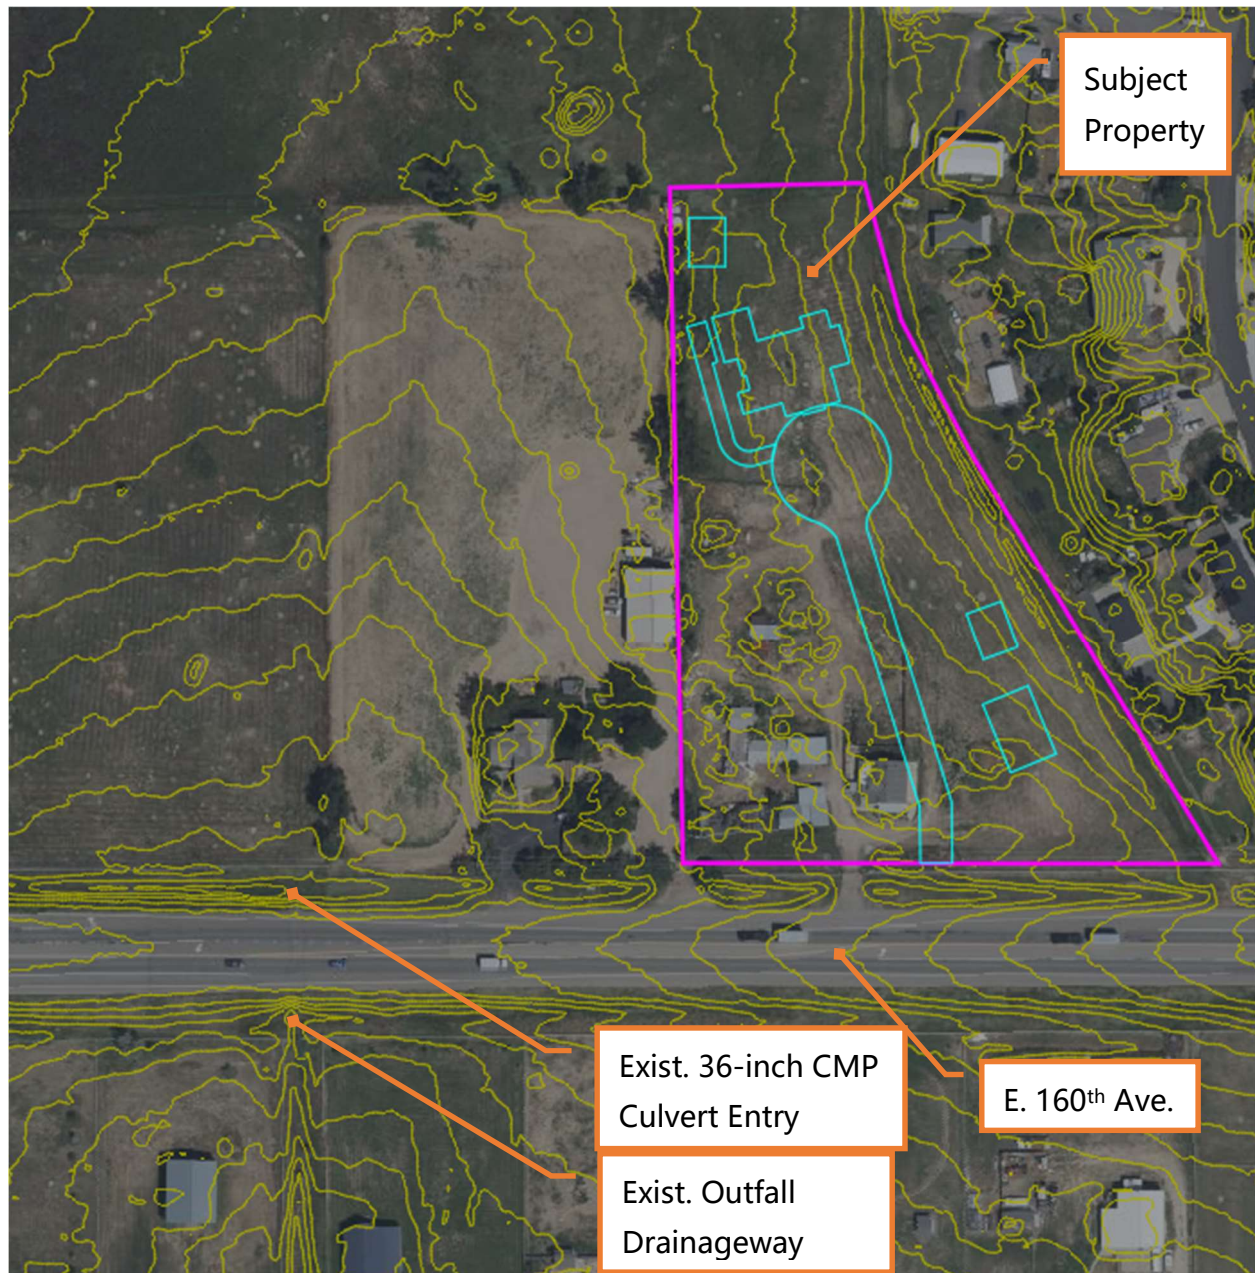 Subject
Property
Exist. 36-inch CMP
Culvert Entry
E. 160th Ave.
Exist. Outfall
Drainageway